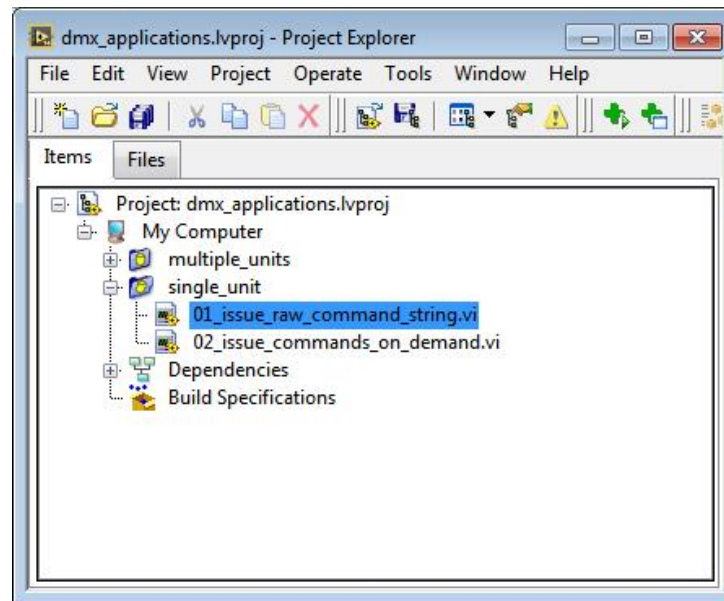 dmx_applications.lvproj - Project Explorer
File Edit View Project Operate Tools Window Help
Items Files
Project: dmx_applications.lvproj
My Computer
multiple_units
single_unit
01_issue_raw_command_string.vi
02_issue_commands_on_demand.vi
Dependencies
Build Specifications